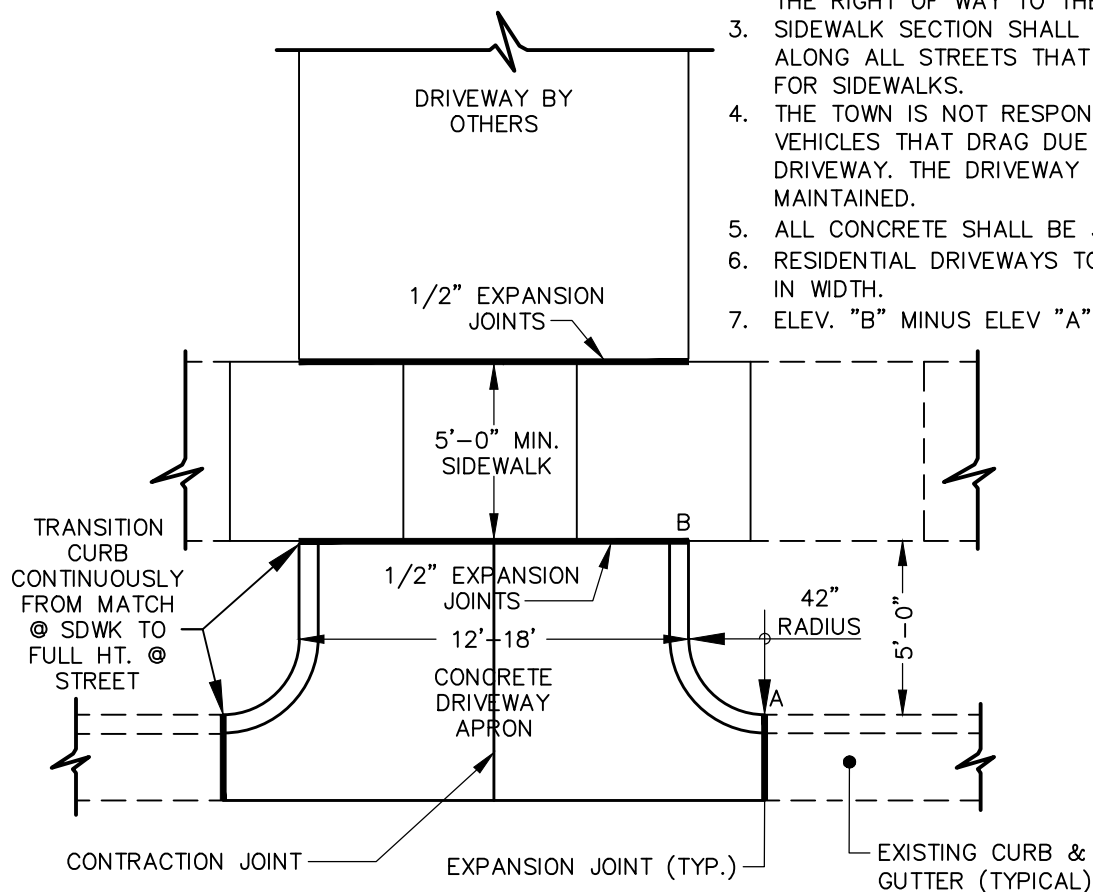 THE RIGHT OF WAY TO THE
3. SIDEWALK SECTION SHALL
ALONG ALL STREETS THAT
FOR SIDEWALKS.
4. THE TOWN IS NOT RESPON
VEHICLES THAT DRAG DUE
DRIVEWAY. THE DRIVEWAY
MAINTAINED.
5. ALL CONCRETE SHALL BE
6. RESIDENTIAL DRIVEWAYS TO
IN WIDTH.
7. ELEV. "B" MINUS ELEV "A"
DRIVEWAY BY
OTHERS
1/2" EXPANSION
JOINTS
5'-0" MIN.
SIDEWALK
B
TRANSITION
CURB
CONTINUOUSLY
FROM MATCH
@ SDWK TO
FULL HT. @
STREET
1/2" EXPANSION
JOINTS
42"
RADIUS
12'-18'
5'-0"
CONCRETE
DRIVEWAY
APRON
A
CONTRACTION JOINT
EXPANSION JOINT (TYP.)
EXISTING CURB &
GUTTER (TYPICAL)